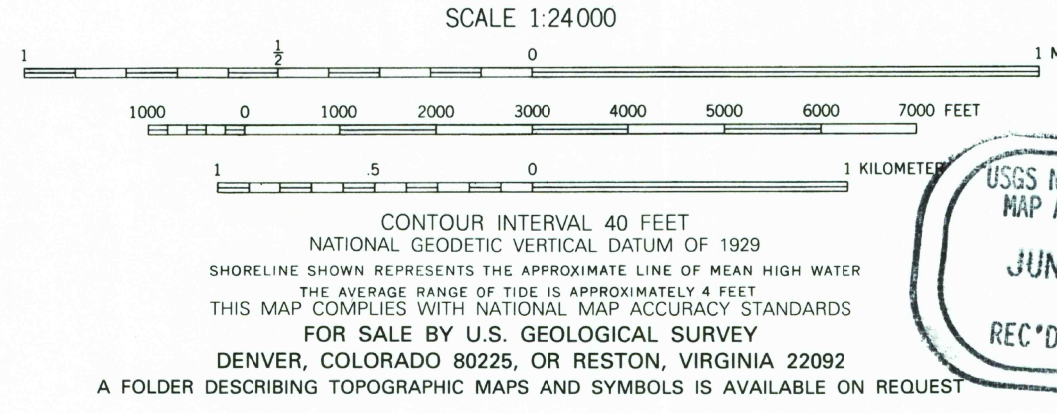 SCALE 1:24 000
1 ½ 0 1
1000 0 1000 2000 3000 4000 5000 6000 7000 FEET
1 .5 0 1 KILOMETER
CONTOUR INTERVAL 40 FEET
NATIONAL GEODETIC VERTICAL DATUM OF 1929
SHORELINE SHOWN REPRESENTS THE APPROXIMATE LINE OF MEAN HIGH WATER
THE AVERAGE RANGE OF TIDE IS APPROXIMATELY 4 FEET
THIS MAP COMPLIES WITH NATIONAL MAP ACCURACY STANDARDS
FOR SALE BY U.S. GEOLOGICAL SURVEY
DENVER, COLORADO 80225, OR RESTON, VIRGINIA 22092
A FOLDER DESCRIBING TOPOGRAPHIC MAPS AND SYMBOLS IS AVAILABLE ON REQUEST
USGS
MAP
JUN
REC'D